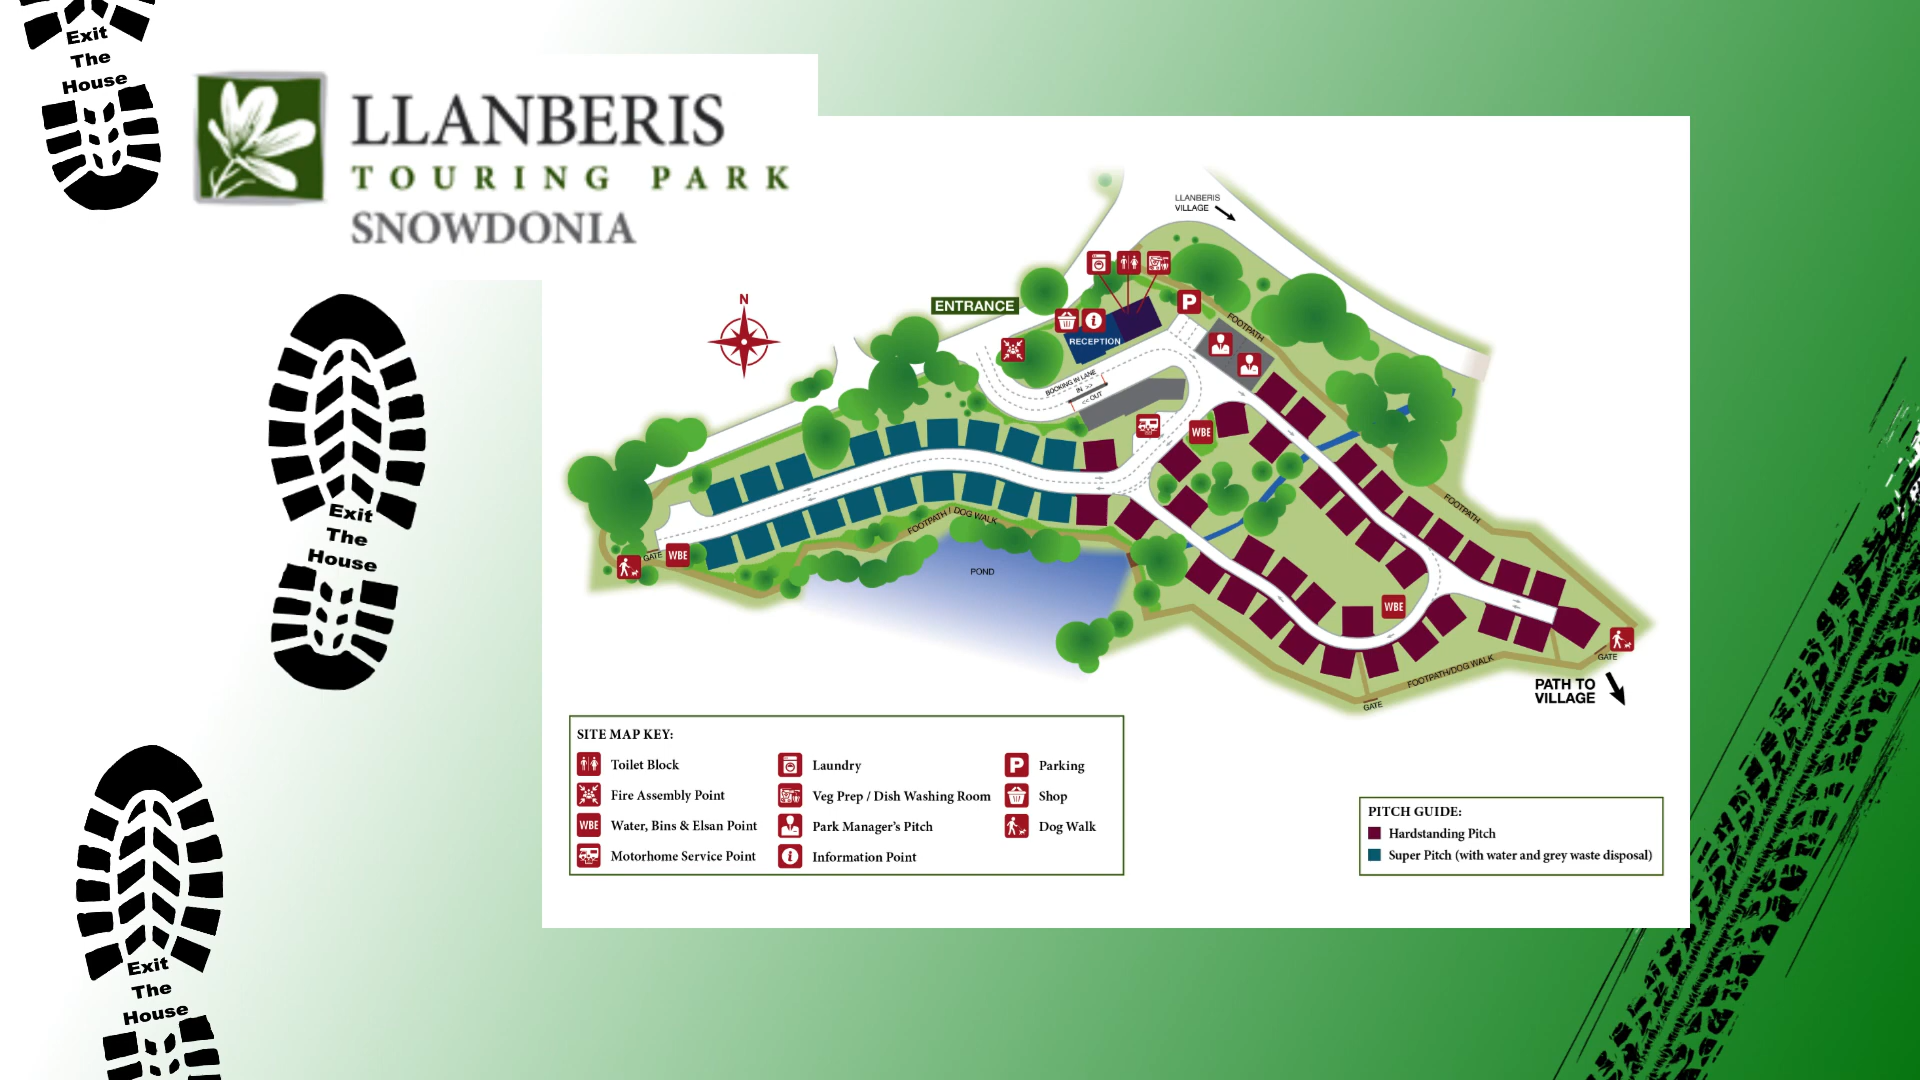 Exit
The
House
LLANBERIS
TOURING PARK
SNOWDONIA
LLANBERIS
VILLAGE
N
ENTRANCE
P
FOOTPATH
RECEPTION
BOOKING IN LANE
IN >>
<< OUT
WBE
FOOTPATH
FOOTPATH / DOG WALK
GATE
WBE
POND
Exit
The
House
WBE
FOOTPATH/DOG WALK
GATE
GATE
PATH TO
VILLAGE
SITE MAP KEY:
Toilet Block
Fire Assembly Point
WBE Water, Bins & Elsan Point
Motorhome Service Point
Laundry
Veg Prep / Dish Washing Room
Park Manager's Pitch
i Information Point
P Parking
Shop
Dog Walk
PITCH GUIDE:
Hardstanding Pitch
Super Pitch (with water and grey waste disposal)
Exit
The
House